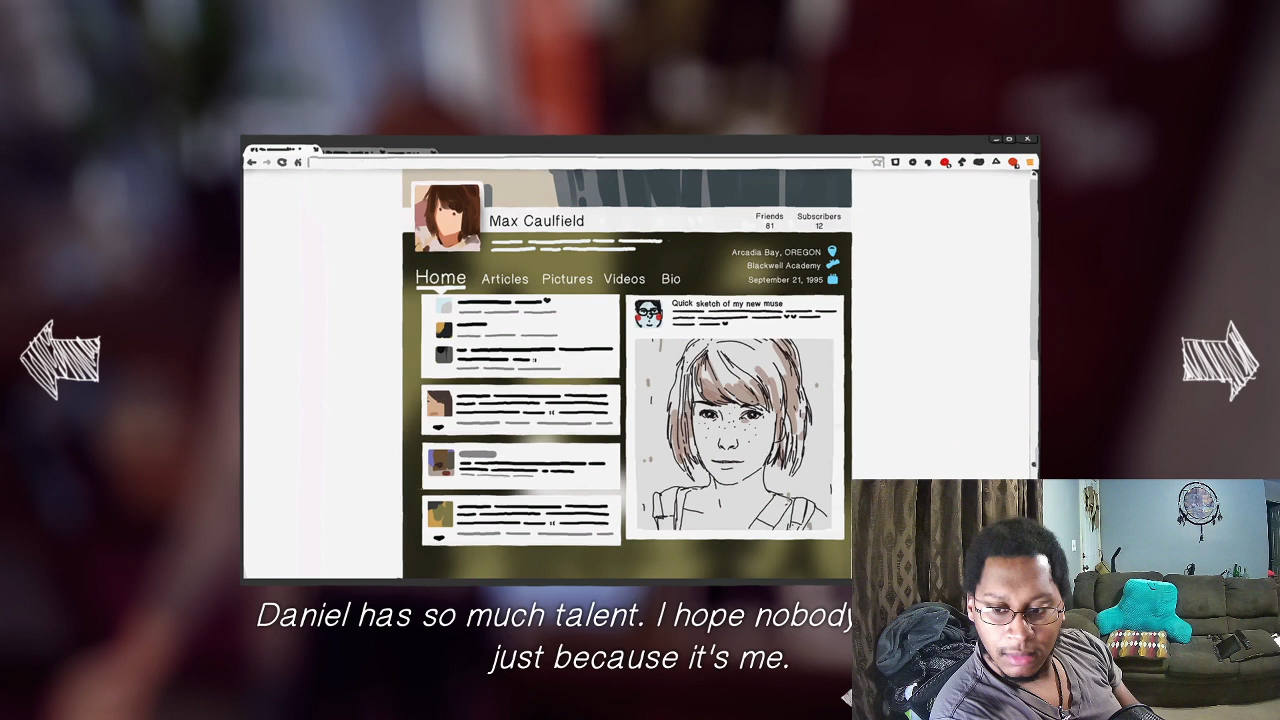 Max Caulfield
Friends
61
Subscribers
12
Arcadia Bay, OREGON
Blackwell Academy
September 21, 1995
Home Articles Pictures Videos Bio
Quick sketch of my new muse
Daniel has so much talent. I hope nobody
just because it's me.